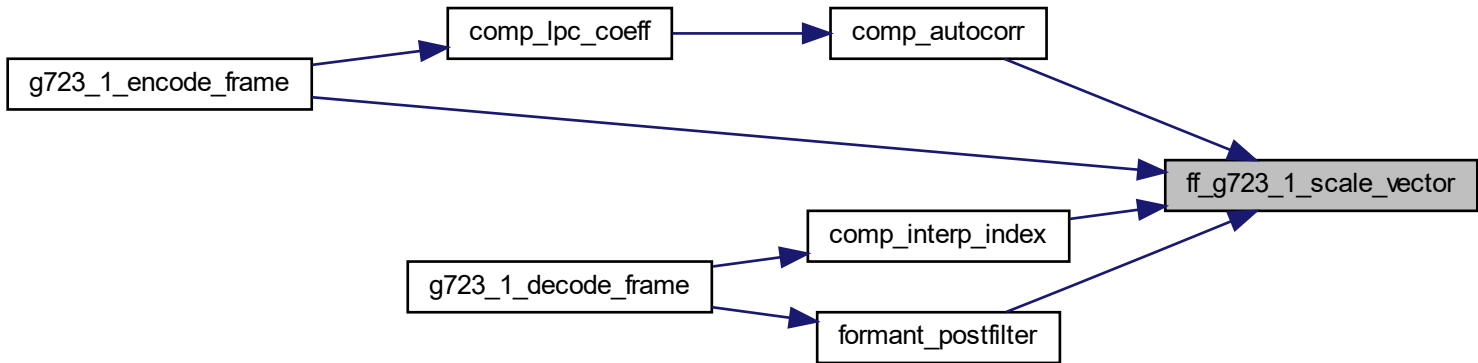 comp_lpc_coeff
comp_autocorr
g723_1_encode_frame
ff_g723_1_scale_vector
comp_interp_index
g723_1_decode_frame
formant_postfilter